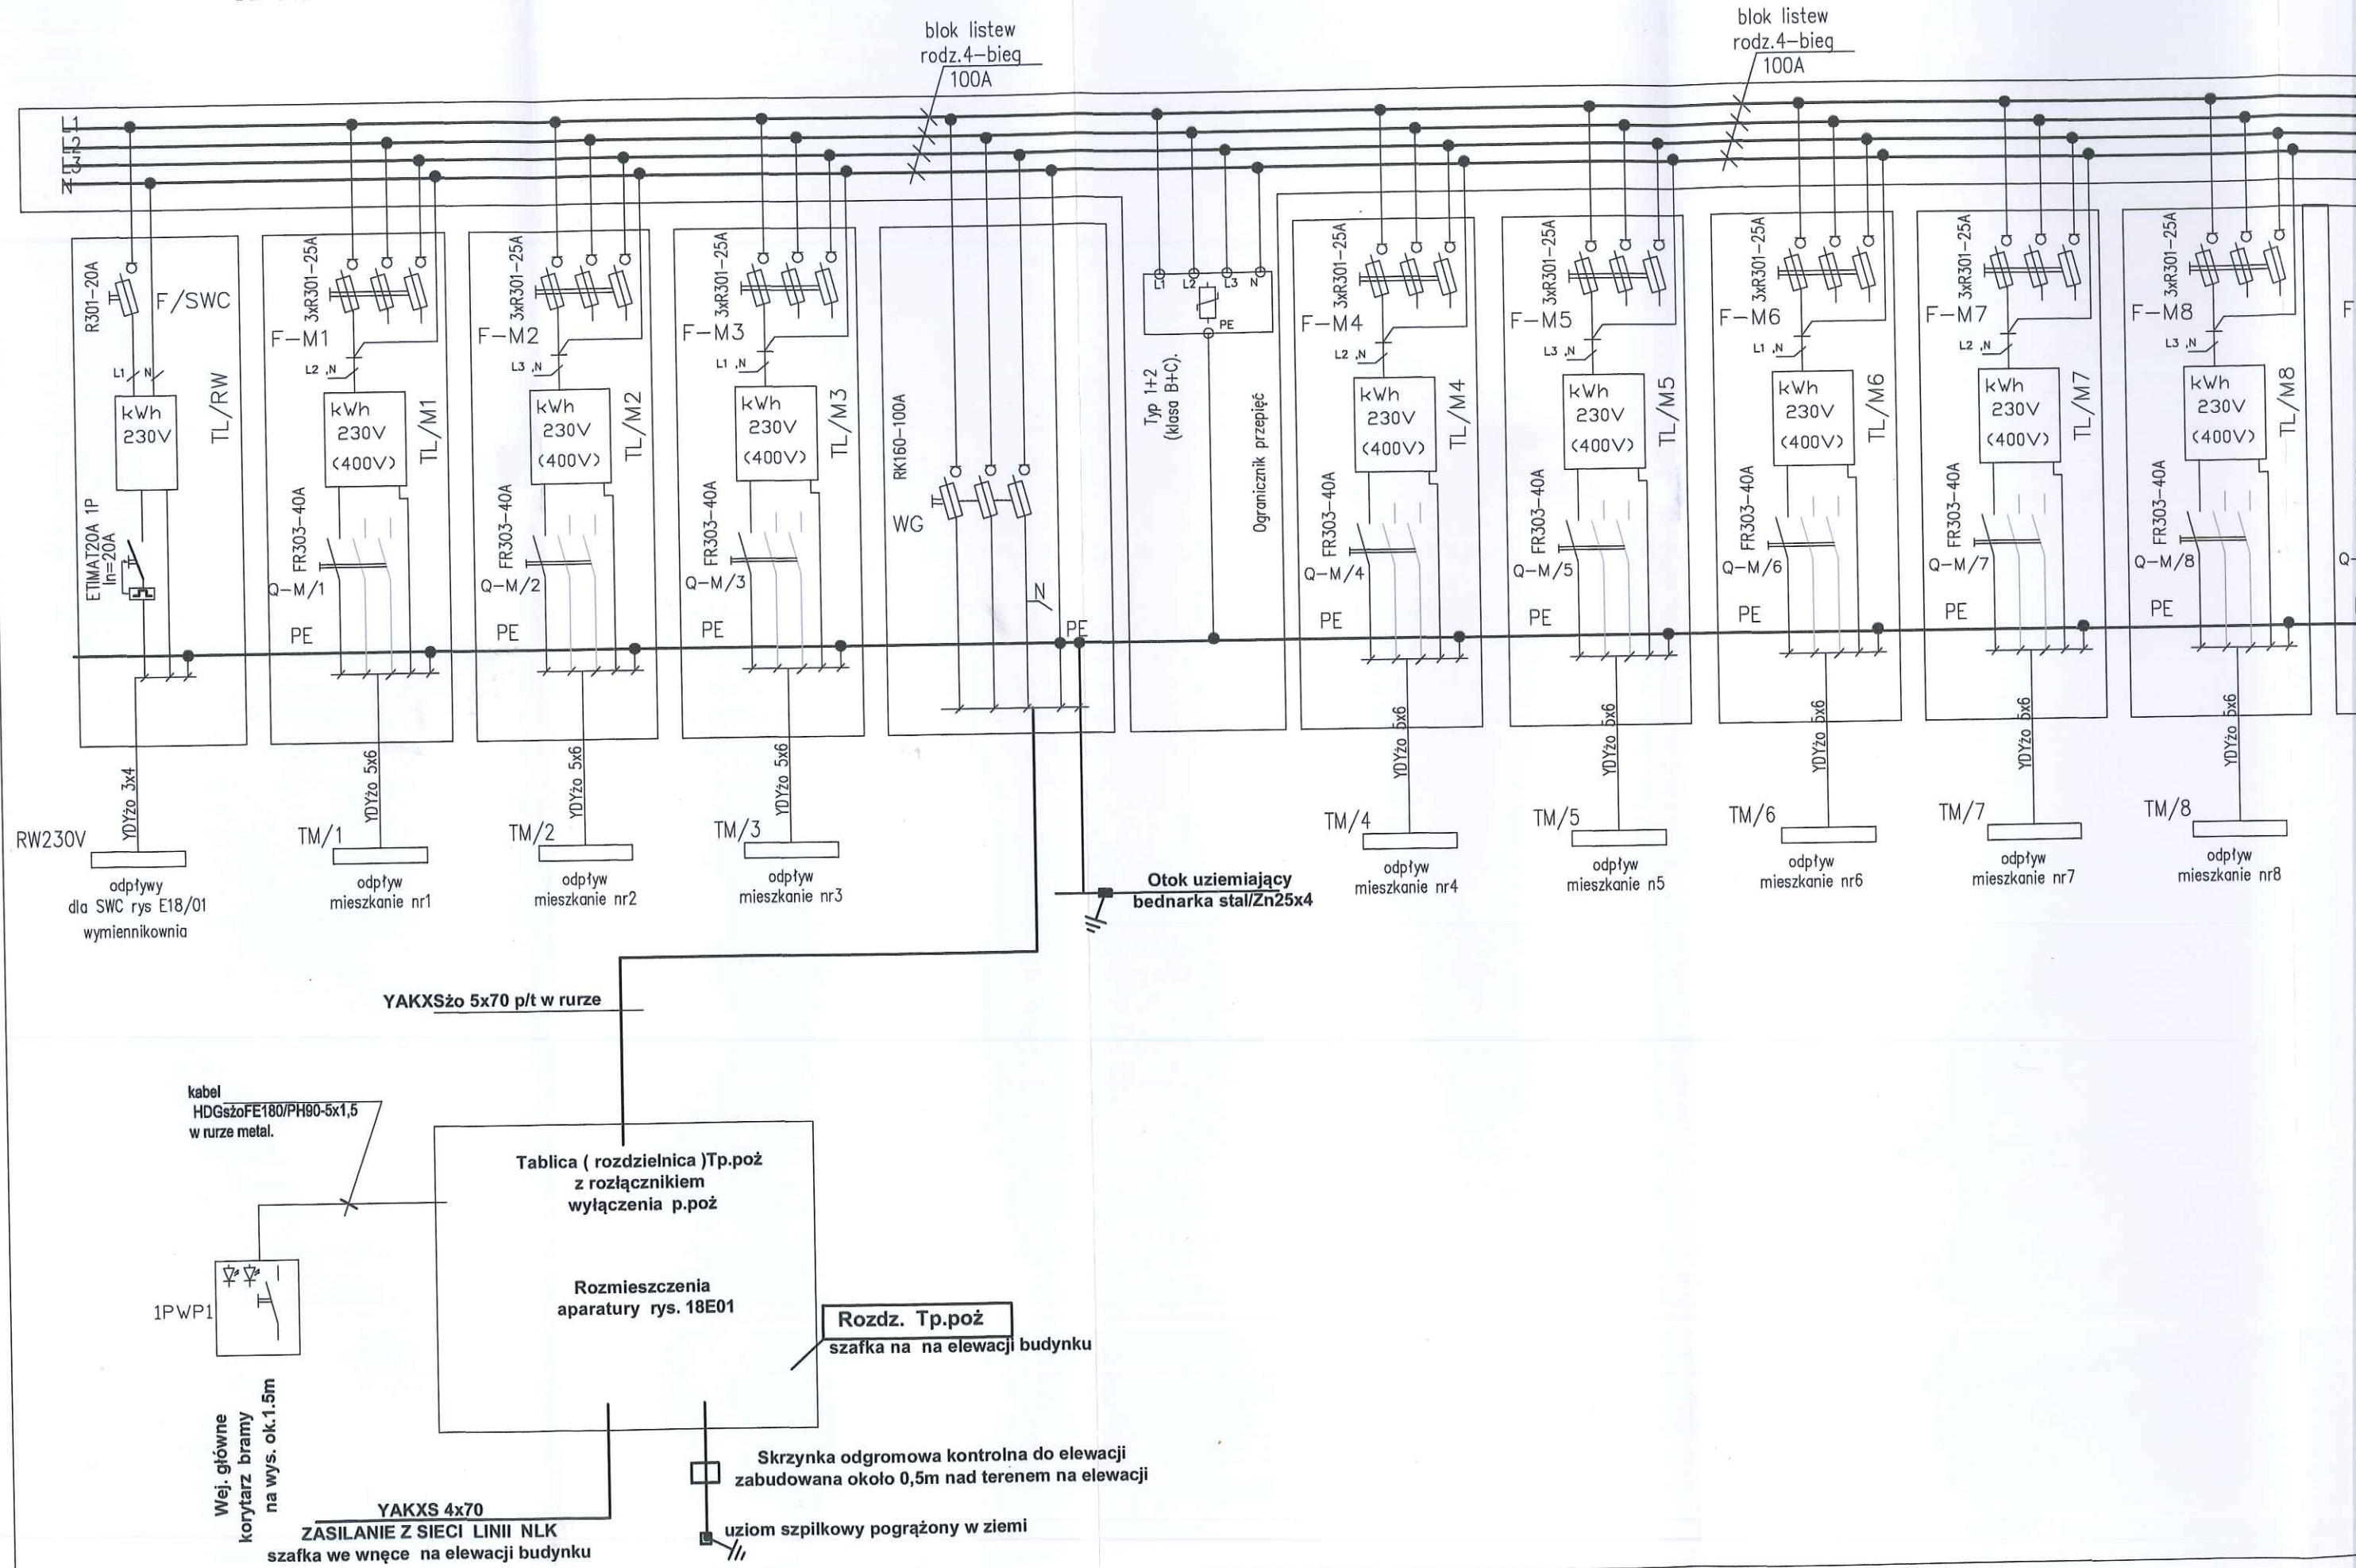 blok listew
rodz.4-bieg
100A
blok listew
rodz.4-bieg
100A
L1
L2
L3
N
R301-20A
F/SWC
L1 N
kWh
230V
TL/RW
ETIMAT20A 1P
In=20A
YDYżo 3x4
RW230V
odpływy
dla SWC rys E18/01
wymiennikownia
3xR301-25A
F-M1
L2 ,N
kWh
230V
(400V)
TL/M1
FR303-40A
Q-M/1
PE
YDYżo 5x6
TM/1
odpływ
mieszkanie nr1
3xR301-25A
F-M2
L3 ,N
kWh
230V
(400V)
TL/M2
FR303-40A
Q-M/2
PE
YDYżo 5x6
TM/2
odpływ
mieszkanie nr2
3xR301-25A
F-M3
L1 ,N
kWh
230V
(400V)
TL/M3
FR303-40A
Q-M/3
PE
YDYżo 5x6
TM/3
odpływ
mieszkanie nr3
RK160-100A
WG
N
PE
L1 L2 L3 N
PE
Typ 1+2
(klasa B+C).
Ogranicznik przepięć
3xR301-25A
F-M4
L2 ,N
kWh
230V
(400V)
TL/M4
FR303-40A
Q-M/4
PE
YDYżo 5x6
TM/4
odpływ
mieszkanie nr4
3xR301-25A
F-M5
L3 ,N
kWh
230V
(400V)
TL/M5
FR303-40A
Q-M/5
PE
YDYżo 5x6
TM/5
odpływ
mieszkanie n5
3xR301-25A
F-M6
L1 ,N
kWh
230V
(400V)
TL/M6
FR303-40A
Q-M/6
PE
YDYżo 5x6
TM/6
odpływ
mieszkanie nr6
3xR301-25A
F-M7
L2 ,N
kWh
230V
(400V)
TL/M7
FR303-40A
Q-M/7
PE
YDYżo 5x6
TM/7
odpływ
mieszkanie nr7
3xR301-25A
F-M8
L3 ,N
kWh
230V
(400V)
TL/M8
FR303-40A
Q-M/8
PE
YDYżo 5x6
TM/8
odpływ
mieszkanie nr8
F
Q-
Otok uziemiający
bednarka stal/Zn25x4
YAKXSżo 5x70 p/t w rurze
kabel
HDGsżoFE180/PH90-5x1,5
w rurze metal.
Tablica ( rozdzielnica )Tp.poż
z rozłącznikiem
wyłączenia p.poż
Rozmieszczenia
aparatury rys. 18E01
1PWP1
Rozdz. Tp.poż
szafka na na elewacji budynku
Wej. główne
korytarz bramy
na wys. ok.1.5m
Skrzynka odgromowa kontrolna do elewacji
zabudowana około 0,5m nad terenem na elewacji
YAKXS 4x70
ZASILANIE Z SIECI LINII NLK
szafka we wnęce na elewacji budynku
uziom szpilkowy pogrążony w ziemi